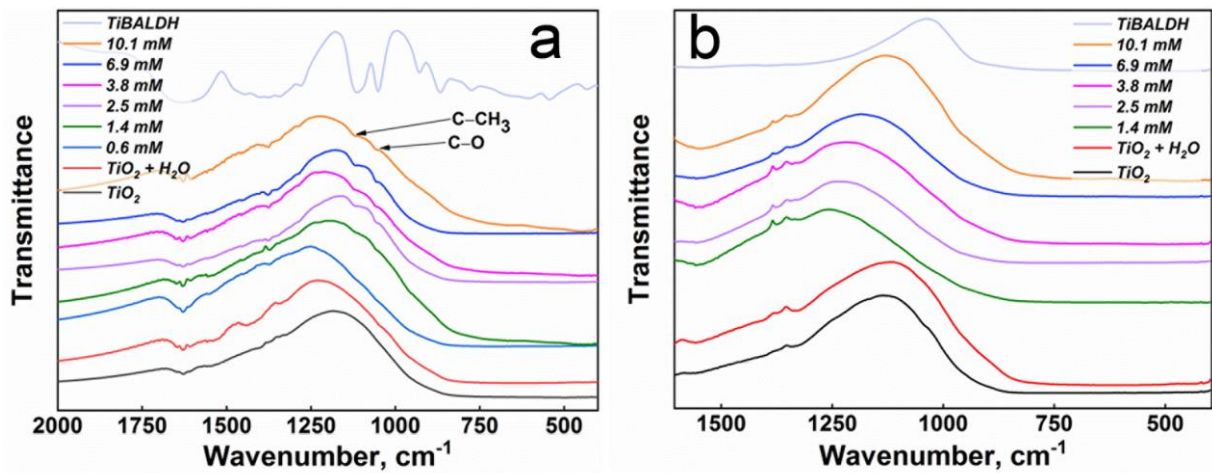 a
TiBALDH
10.1 mM
6.9 mM
3.8 mM
2.5 mM
1.4 mM
0.6 mM
TiO₂ + H₂O
TiO₂
C–CH₃
C–O
Transmittance
2000 1750 1500 1250 1000 750 500
Wavenumber, cm⁻¹
b
TiBALDH
10.1 mM
6.9 mM
3.8 mM
2.5 mM
1.4 mM
TiO₂ + H₂O
TiO₂
Transmittance
1500 1250 1000 750 500
Wavenumber, cm⁻¹